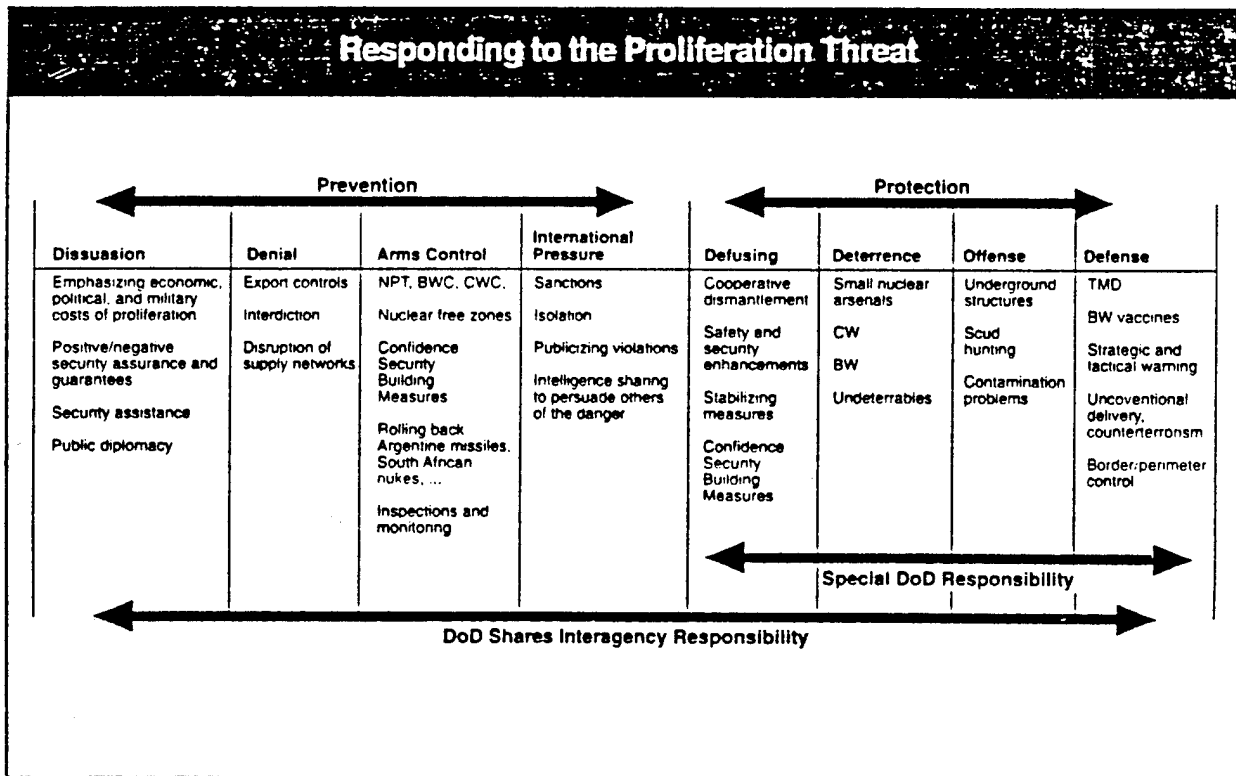 Responding to the Proliferation Threat
Prevention
Protection
Dissuasion
Emphasizing economic,
political, and military
costs of proliferation
Positive/negative
security assurance and
guarantees
Security assistance
Public diplomacy
Denial
Export controls
Interdiction
Disruption of
supply networks
Arms Control
NPT, BWC, CWC,
Nuclear free zones
Confidence
Security
Building
Measures
Rolling back
Argentine missiles,
South African
nukes, ...
Inspections and
monitoring
International
Pressure
Sanctions
Isolation
Publicizing violations
Intelligence sharing
to persuade others
of the danger
Defusing
Cooperative
dismantlement
Safety and
security
enhancements
Stabilizing
measures
Confidence
Security
Building
Measures
Deterrence
Small nuclear
arsenals
CW
BW
Undeterrables
Offense
Underground
structures
Scud
hunting
Contamination
problems
Defense
TMD
BW vaccines
Strategic and
tactical warning
Uncoventional
delivery,
counterterrorism
Border/perimeter
control
Special DoD Responsibility
DoD Shares Interagency Responsibility